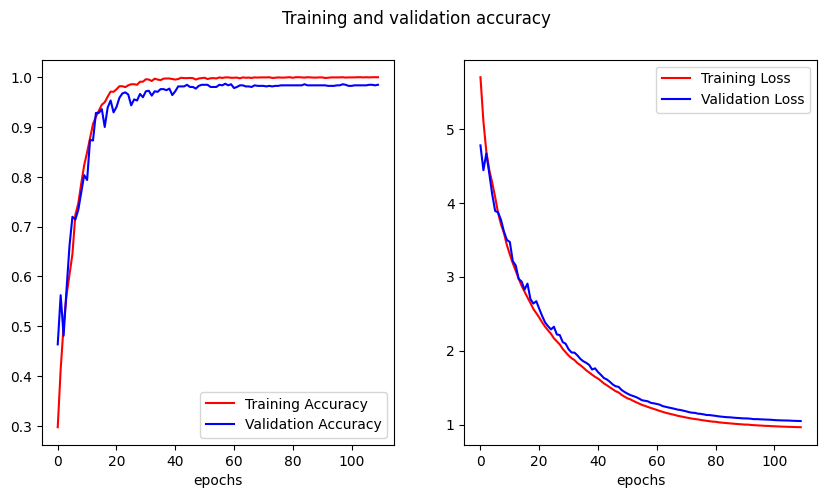 Training and validation accuracy
1.0
0.9
0.8
0.7
0.6
0.5
0.4
0.3
Training Accuracy
Validation Accuracy
0 20 40 60 80 100
epochs
5
4
3
2
1
Training Loss
Validation Loss
0 20 40 60 80 100
epochs